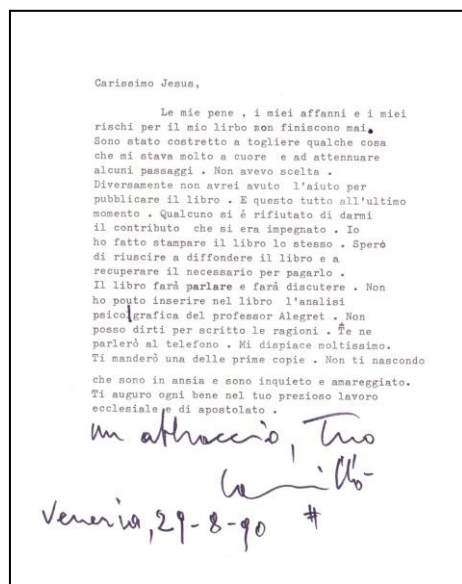 Carissimo Jesus,
Le mie pene , i miei affanni e i miei
rischi per il mio lirbo non finiscono mai.
Sono stato costretto a togliere qualche cosa
che mi stava molto a cuore e ad attenuare
alcuni passaggi . Non avevo scelta .
Diversamente non avrei avuto l'aiuto per
pubblicare il libro . E questo tutto all'ultimo
momento . Qualcuno si é rifiutato di darmi
il contributo che si era impegnato . Io
ho fatto stampare il libro lo stesso . Sperò
di riuscire a diffondere il libro e a
recuperare il necessario per pagarlo .
Il libro farà parlare e farà discutere . Non
ho pouto inserire nel libro l'analisi
psicolgrafica del professor Alegret . Non
posso dirti per scritto le ragioni . Te ne
parlerò al telefono . Mi dispiace moltissimo.
Ti manderò una delle prime copie . Non ti nascondo
che sono in ansia e sono inquieto e amareggiato.
Ti auguro ogni bene nel tuo prezioso lavoro
ecclesiale e di apostolato .
un abbraccio, Tuo
Camillo
Venezia, 29-8-90 #